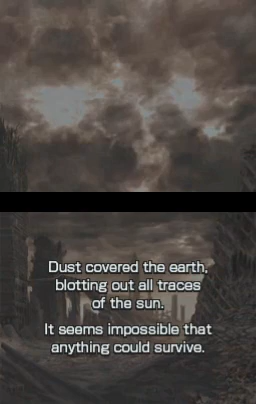 Dust covered the earth,
blotting out all traces
of the sun.
It seems impossible that
anything could survive.